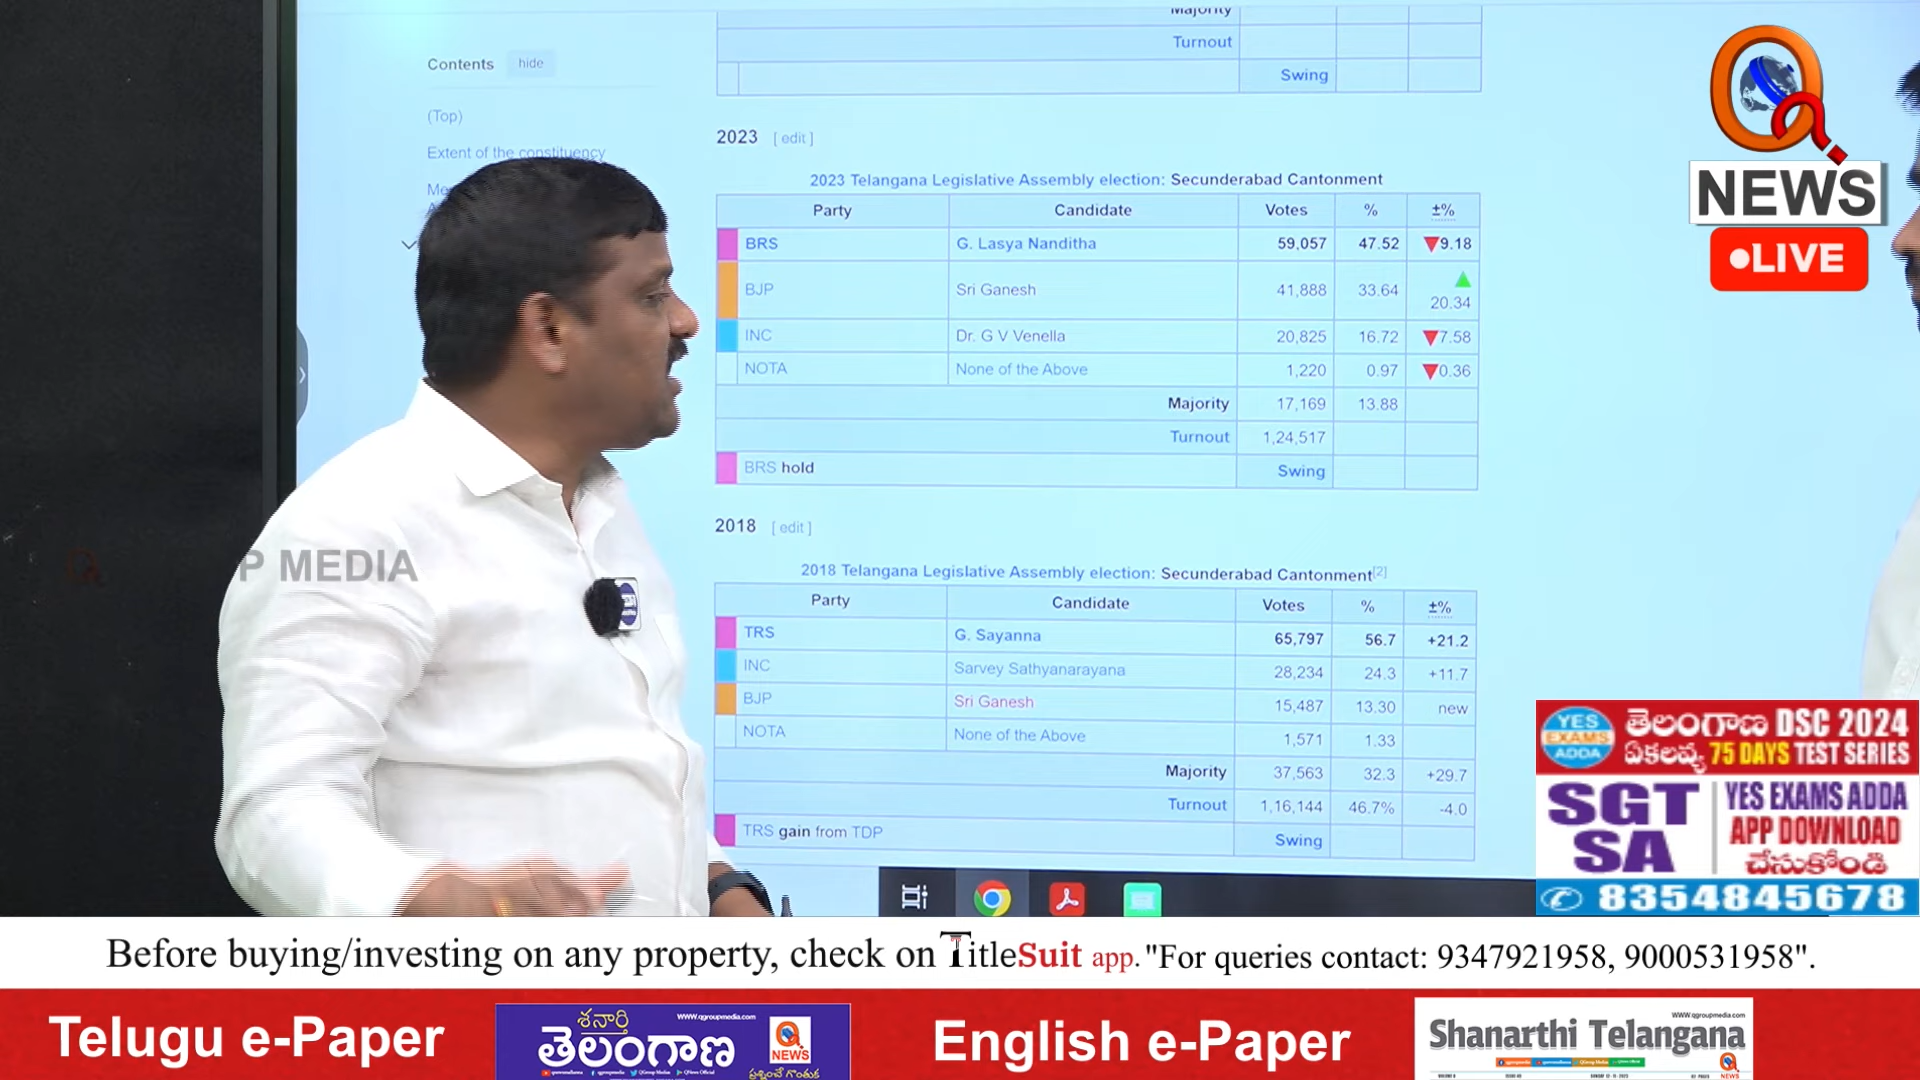 Majority
Turnout
Swing
Contents hide
(Top)
Extent of the constituency
2023 [ edit ]
2023 Telangana Legislative Assembly election: Secunderabad Cantonment
Party Candidate Votes % ±%
BRS G. Lasya Nanditha 59,057 47.52 ▼9.18
BJP Sri Ganesh 41,888 33.64 ▲ 20.34
INC Dr. G V Venella 20,825 16.72 ▼7.58
NOTA None of the Above 1,220 0.97 ▼0.36
Majority 17,169 13.88
Turnout 1,24,517
BRS hold Swing
2018 [ edit ]
2018 Telangana Legislative Assembly election: Secunderabad Cantonment[2]
Party Candidate Votes % ±%
TRS G. Sayanna 65,797 56.7 +21.2
INC Sarvey Sathyanarayana 28,234 24.3 +11.7
BJP Sri Ganesh 15,487 13.30 new
NOTA None of the Above 1,571 1.33
Majority 37,563 32.3 +29.7
Turnout 1,16,144 46.7% -4.0
TRS gain from TDP Swing
P MEDIA
Q
NEWS
LIVE
YES EXAMS ADDA
తెలంగాణ DSC 2024
ఏకలవ్య 75 DAYS TEST SERIES
SGT
SA
YES EXAMS ADDA
APP DOWNLOAD
చేసుకోండి
8354845678
Before buying/investing on any property, check on TitleSuit app. "For queries contact: 9347921958, 9000531958".
Telugu e-Paper
శనార్తి
తెలంగాణ
www.qgroupmedia.com
NEWS
ప్రశ్నించే గొంతుక
English e-Paper
www.qgroupmedia.com
Shanarthi Telangana